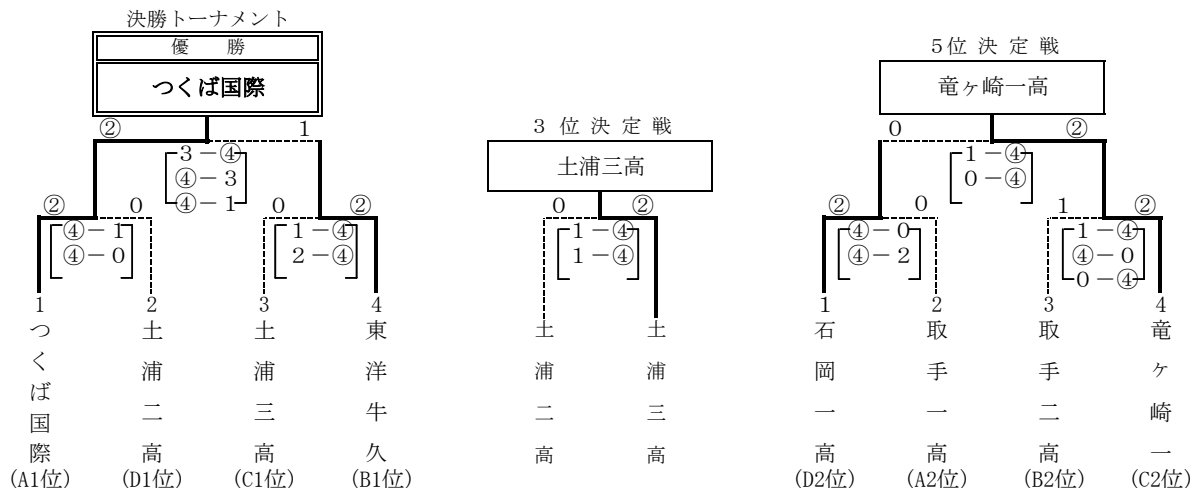 決勝トーナメント
優 勝
つくば国際
② 1
3－④
④－3
④－1
② 0 0 ②
④－1
④－0
1－④
2－④
1 2 3 4
つくば国際
土浦二高
土浦三高
東洋牛久
(A1位) (D1位) (C1位) (B1位)
3 位 決 定 戦
土浦三高
0 ②
1－④
1－④
土浦二高
土浦三高
5位 決 定 戦
竜ヶ崎一高
0 ②
1－④
0－④
② 0 1 ②
④－0
④－2
1－④
④－0
0－④
1 2 3 4
石岡一高
取手一高
取手二高
竜ヶ崎一
(D2位) (A2位) (B2位) (C2位)